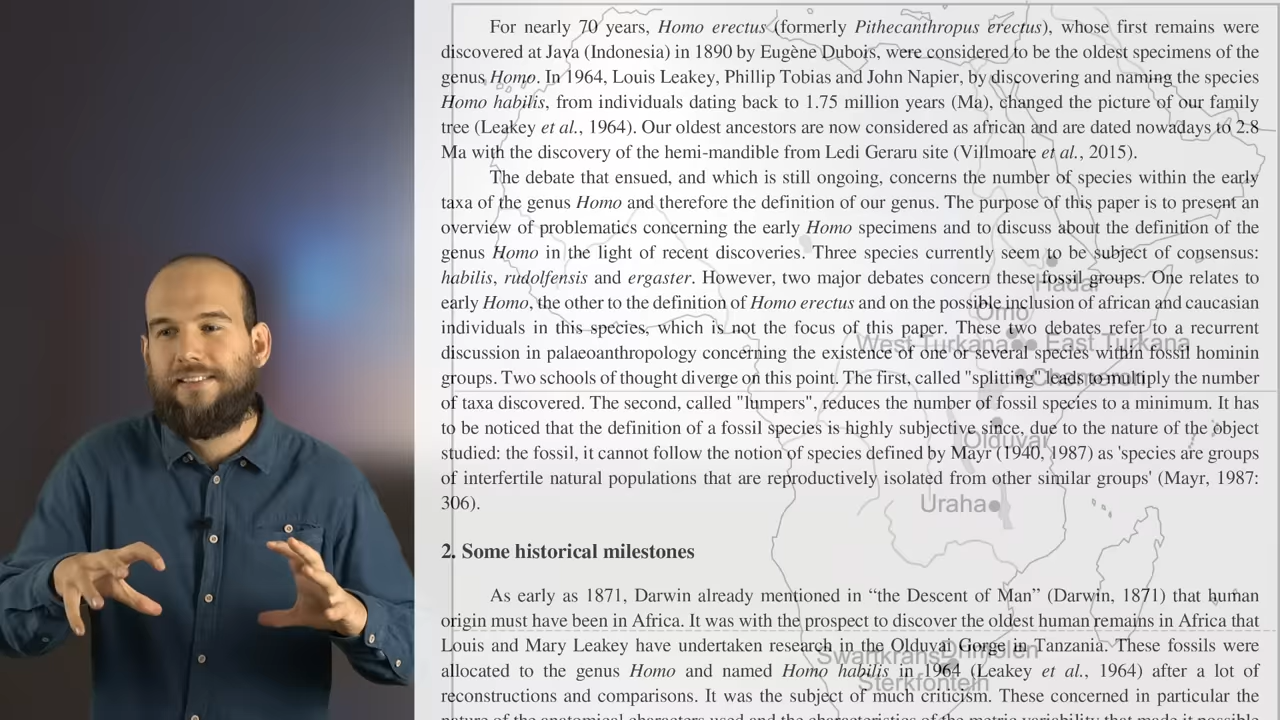 For nearly 70 years, Homo erectus (formerly Pithecanthropus erectus), whose first remains were
discovered at Java (Indonesia) in 1890 by Eugène Dubois, were considered to be the oldest specimens of the
genus Homo. In 1964, Louis Leakey, Phillip Tobias and John Napier, by discovering and naming the species
Homo habilis, from individuals dating back to 1.75 million years (Ma), changed the picture of our family
tree (Leakey et al., 1964). Our oldest ancestors are now considered as african and are dated nowadays to 2.8
Ma with the discovery of the hemi-mandible from Ledi Geraru site (Villmoare et al., 2015).
The debate that ensued, and which is still ongoing, concerns the number of species within the early
taxa of the genus Homo and therefore the definition of our genus. The purpose of this paper is to present an
overview of problematics concerning the early Homo specimens and to discuss about the definition of the
genus Homo in the light of recent discoveries. Three species currently seem to be subject of consensus:
habilis, rudolfensis and ergaster. However, two major debates concern these fossil groups. One relates to
Hadar
early Homo, the other to the definition of Homo erectus and on the possible inclusion of african and caucasian
Omo
individuals in this species, which is not the focus of this paper. These two debates refer to a recurrent
West Turkana East Turkana
discussion in palaeoanthropology concerning the existence of one or several species within fossil hominin
groups. Two schools of thought diverge on this point. The first, called "splitting" leads to multiply the number
Chemeron
of taxa discovered. The second, called "lumpers", reduces the number of fossil species to a minimum. It has
to be noticed that the definition of a fossil species is highly subjective since, due to the nature of the object
Olduvai
studied: the fossil, it cannot follow the notion of species defined by Mayr (1940, 1987) as 'species are groups
of interfertile natural populations that are reproductively isolated from other similar groups' (Mayr, 1987:
306).
Uraha
2. Some historical milestones
As early as 1871, Darwin already mentioned in “the Descent of Man” (Darwin, 1871) that human
origin must have been in Africa. It was with the prospect to discover the oldest human remains in Africa that
Louis and Mary Leakey have undertaken research in the Olduvai Gorge in Tanzania. These fossils were
Swartkrans Drimolen
allocated to the genus Homo and named Homo habilis in 1964 (Leakey et al., 1964) after a lot of
Sterkfontein
reconstructions and comparisons. It was the subject of much criticism. These concerned in particular the
nature of the anatomical characters used and the characteristics of the metric variability that made it possible